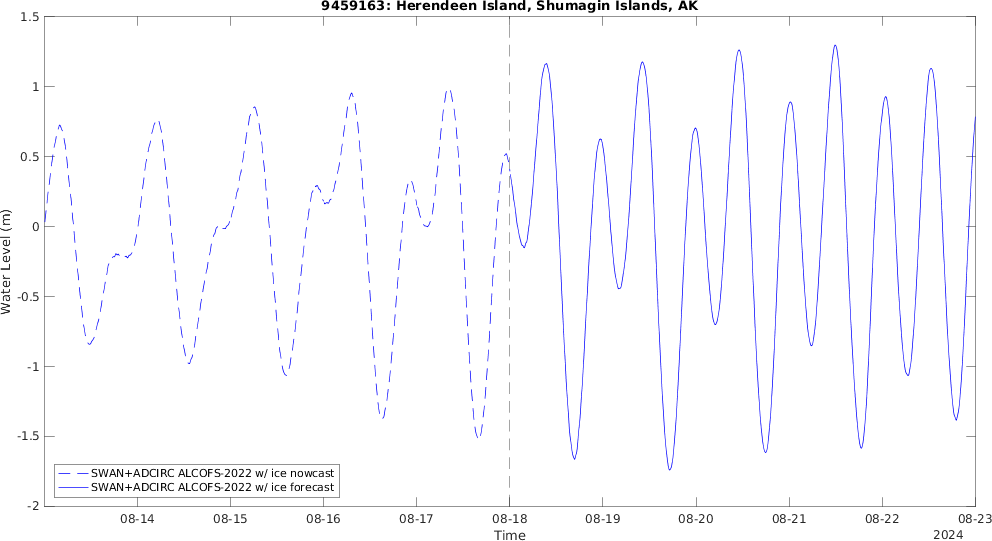 9459163: Herendeen Island, Shumagin Islands, AK
1.5
1
0.5
0
-0.5
-1
-1.5
-2
Water Level (m)
SWAN+ADCIRC ALCOFS-2022 w/ ice nowcast
SWAN+ADCIRC ALCOFS-2022 w/ ice forecast
08-14 08-15 08-16 08-17 08-18 08-19 08-20 08-21 08-22 08-23
Time
2024